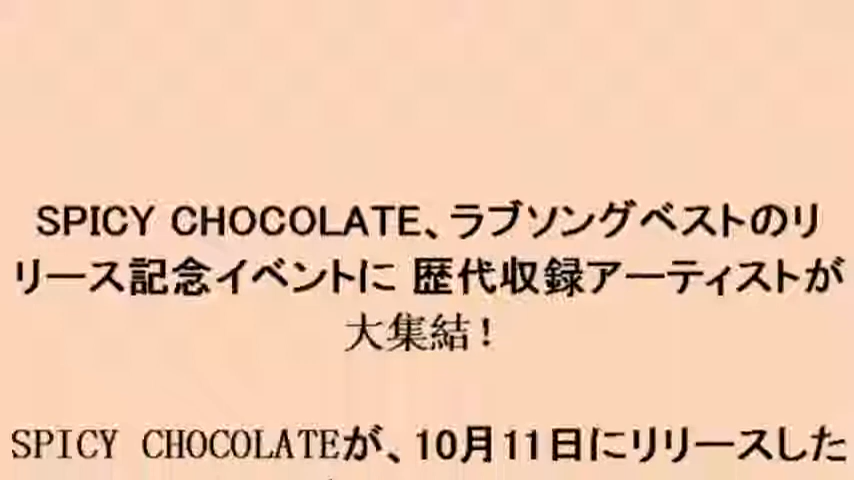 SPICY CHOCOLATE、ラブソングベストのリ
リース記念イベントに 歴代収録アーティストが
大集結！
SPICY CHOCOLATEが、10月11日にリリースした